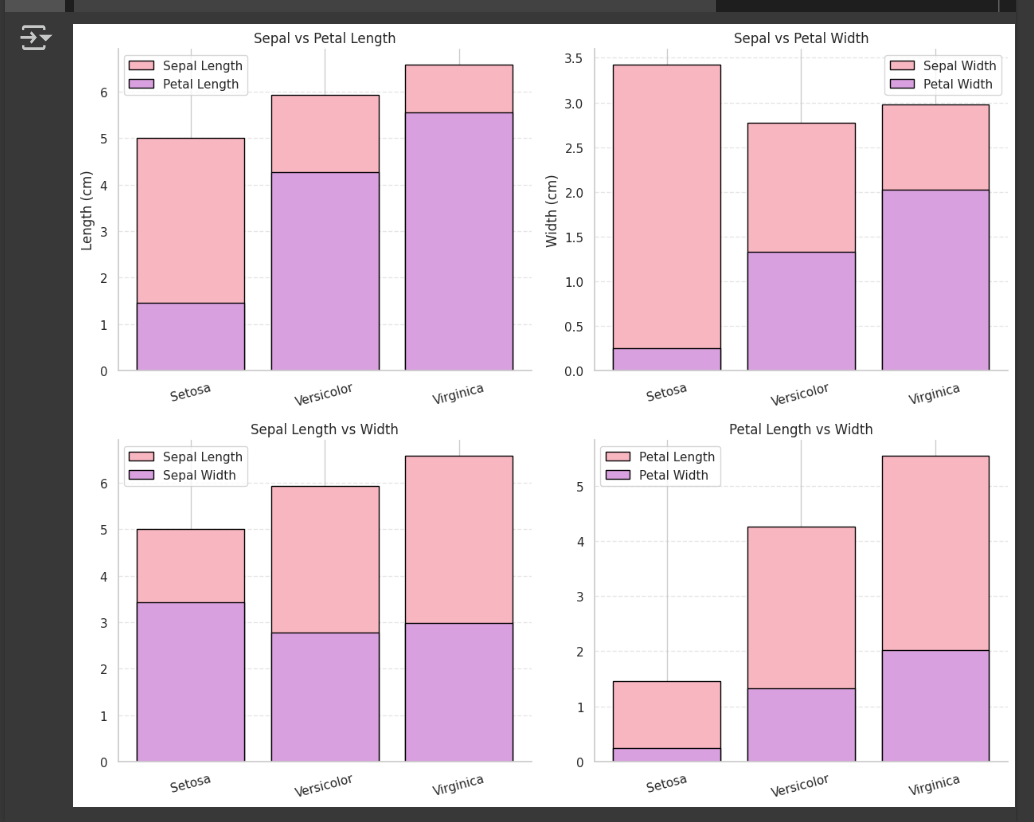 Sepal vs Petal Length
Sepal Length
Petal Length
6
5
4
3
2
1
0
Length (cm)
Setosa
Versicolor
Virginica
Sepal vs Petal Width
Sepal Width
Petal Width
3.5
3.0
2.5
2.0
1.5
1.0
0.5
0.0
Width (cm)
Setosa
Versicolor
Virginica
Sepal Length vs Width
Sepal Length
Sepal Width
6
5
4
3
2
1
0
Setosa
Versicolor
Virginica
Petal Length vs Width
Petal Length
Petal Width
5
4
3
2
1
0
Setosa
Versicolor
Virginica